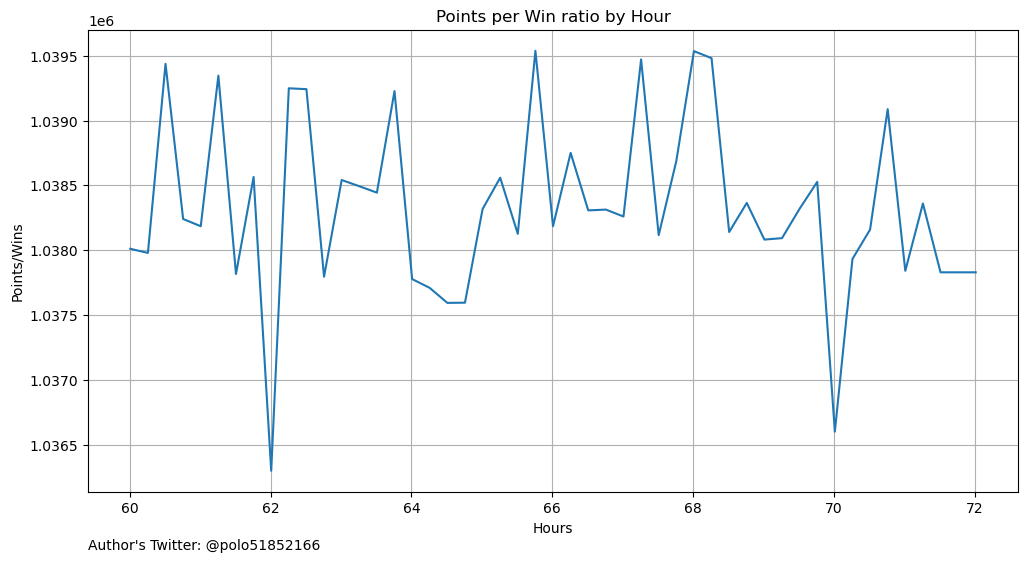 Points per Win ratio by Hour
1e6
1.0395
1.0390
1.0385
1.0380
1.0375
1.0370
1.0365
Points/Wins
60 62 64 66 68 70 72
Hours
Author's Twitter: @polo51852166